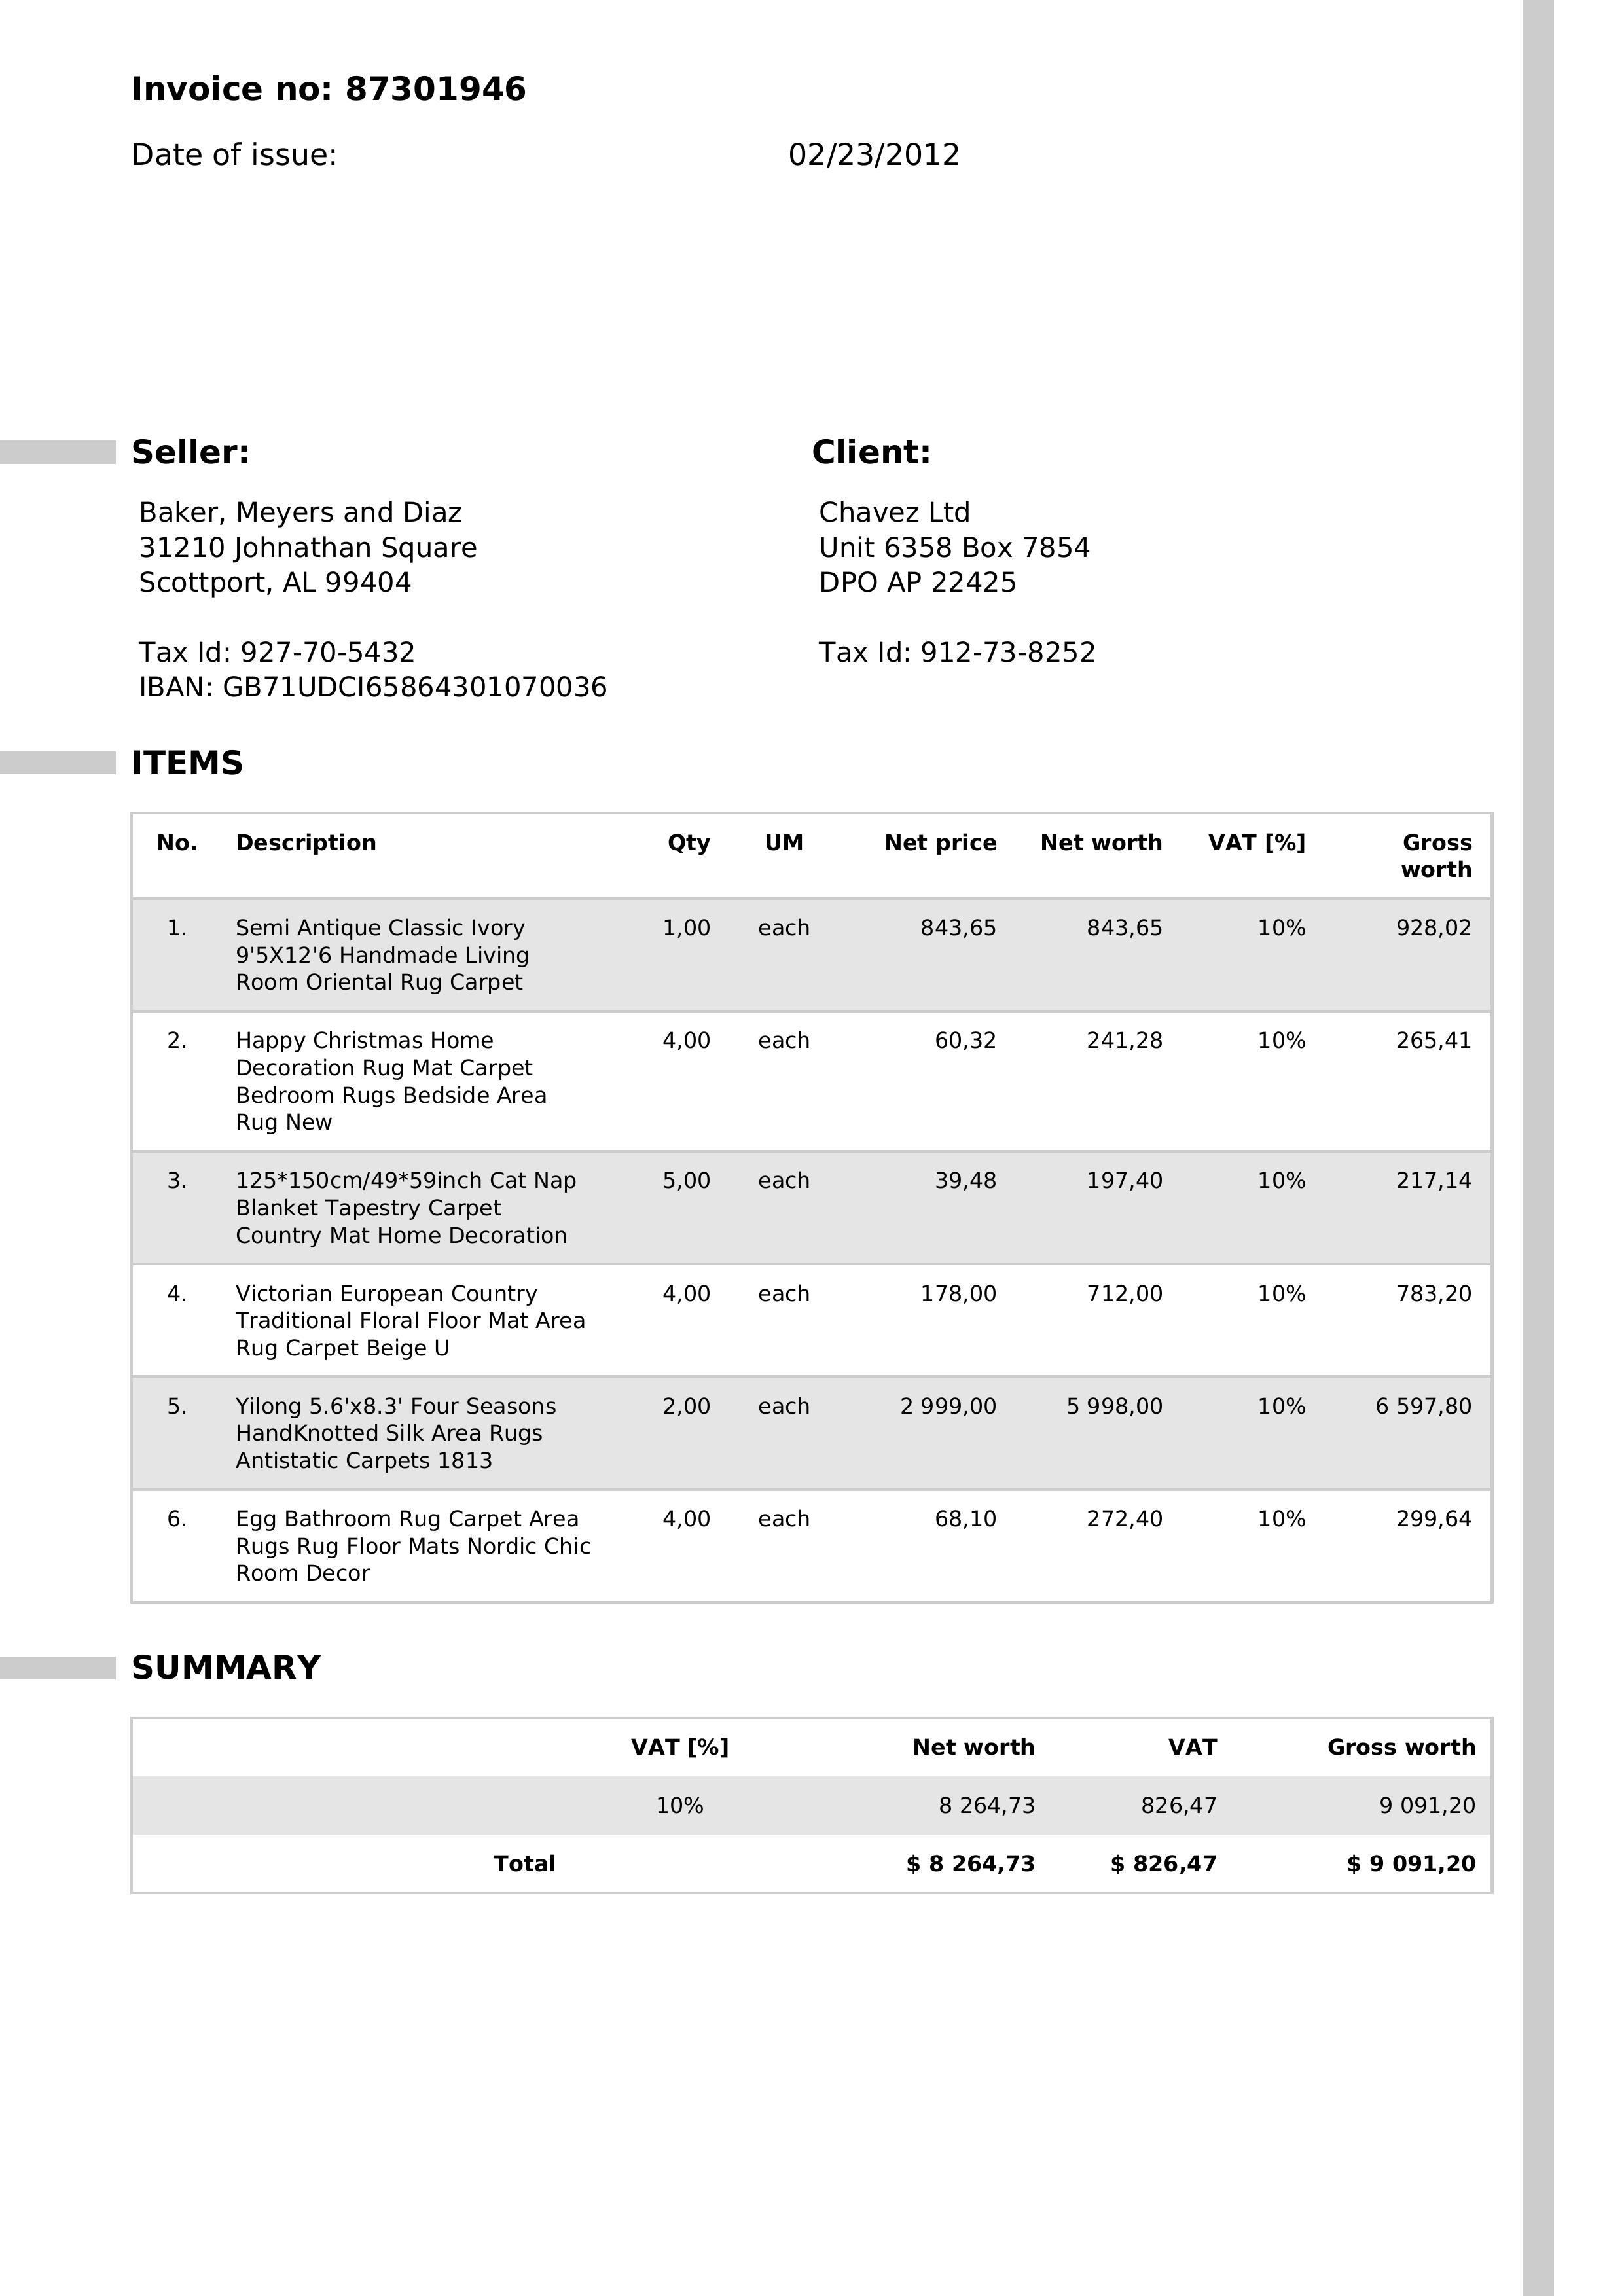 Invoice no: 87301946
Date of issue: 02/23/2012
Seller:
Baker, Meyers and Diaz
31210 Johnathan Square
Scottport, AL 99404
Tax Id: 927-70-5432
IBAN: GB71UDCI65864301070036
Client:
Chavez Ltd
Unit 6358 Box 7854
DPO AP 22425
Tax Id: 912-73-8252
ITEMS
No. Description Qty UM Net price Net worth VAT [%] Gross
worth
1. Semi Antique Classic Ivory 1,00 each 843,65 843,65 10% 928,02
9'5X12'6 Handmade Living
Room Oriental Rug Carpet
2. Happy Christmas Home 4,00 each 60,32 241,28 10% 265,41
Decoration Rug Mat Carpet
Bedroom Rugs Bedside Area
Rug New
3. 125*150cm/49*59inch Cat Nap 5,00 each 39,48 197,40 10% 217,14
Blanket Tapestry Carpet
Country Mat Home Decoration
4. Victorian European Country 4,00 each 178,00 712,00 10% 783,20
Traditional Floral Floor Mat Area
Rug Carpet Beige U
5. Yilong 5.6'x8.3' Four Seasons 2,00 each 2 999,00 5 998,00 10% 6 597,80
HandKnotted Silk Area Rugs
Antistatic Carpets 1813
6. Egg Bathroom Rug Carpet Area 4,00 each 68,10 272,40 10% 299,64
Rugs Rug Floor Mats Nordic Chic
Room Decor
SUMMARY
VAT [%] Net worth VAT Gross worth
10% 8 264,73 826,47 9 091,20
Total $ 8 264,73 $ 826,47 $ 9 091,20